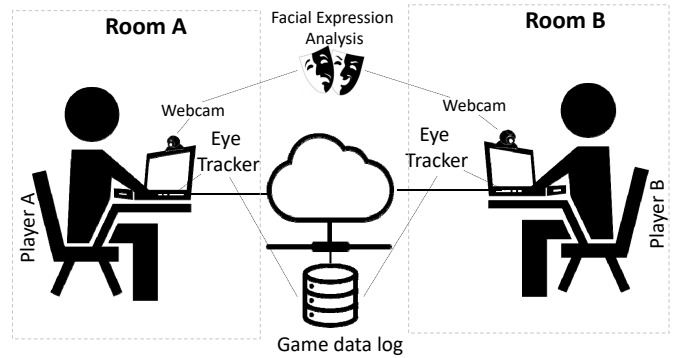 Room A
Facial Expression
Analysis
Room B
Webcam
Eye
Tracker
Webcam
Eye
Tracker
Player A
Player B
Game data log